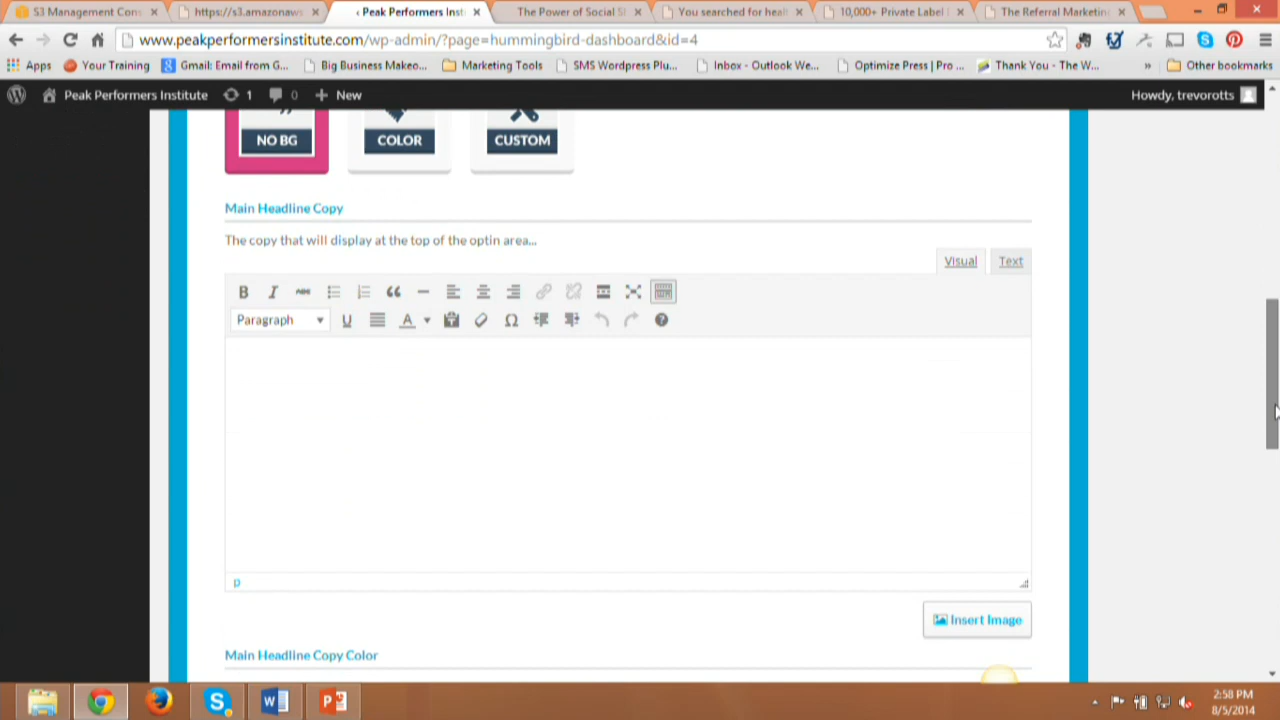 S3 Management Con
https://s3.amazonaw
Peak Performers Inst
The Power of Social S
You searched for heal
10,000+ Private Label
The Referral Marketin
www.peakperformersinstitute.com/wp-admin/?page=hummingbird-dashboard&id=4
Apps
Your Training
Gmail: Email from G...
Big Business Makeo...
Marketing Tools
SMS Wordpress Plu...
Inbox - Outlook We...
Optimize Press | Pro ...
Thank You - The W...
»
Other bookmarks
Peak Performers Institute
1
0
+ New
Howdy, trevorotts
NO BG
COLOR
CUSTOM
Main Headline Copy
The copy that will display at the top of the optin area...
Visual
Text
B I ABC
Paragraph
U A Ω
p
Insert Image
Main Headline Copy Color
2:58 PM
8/5/2014